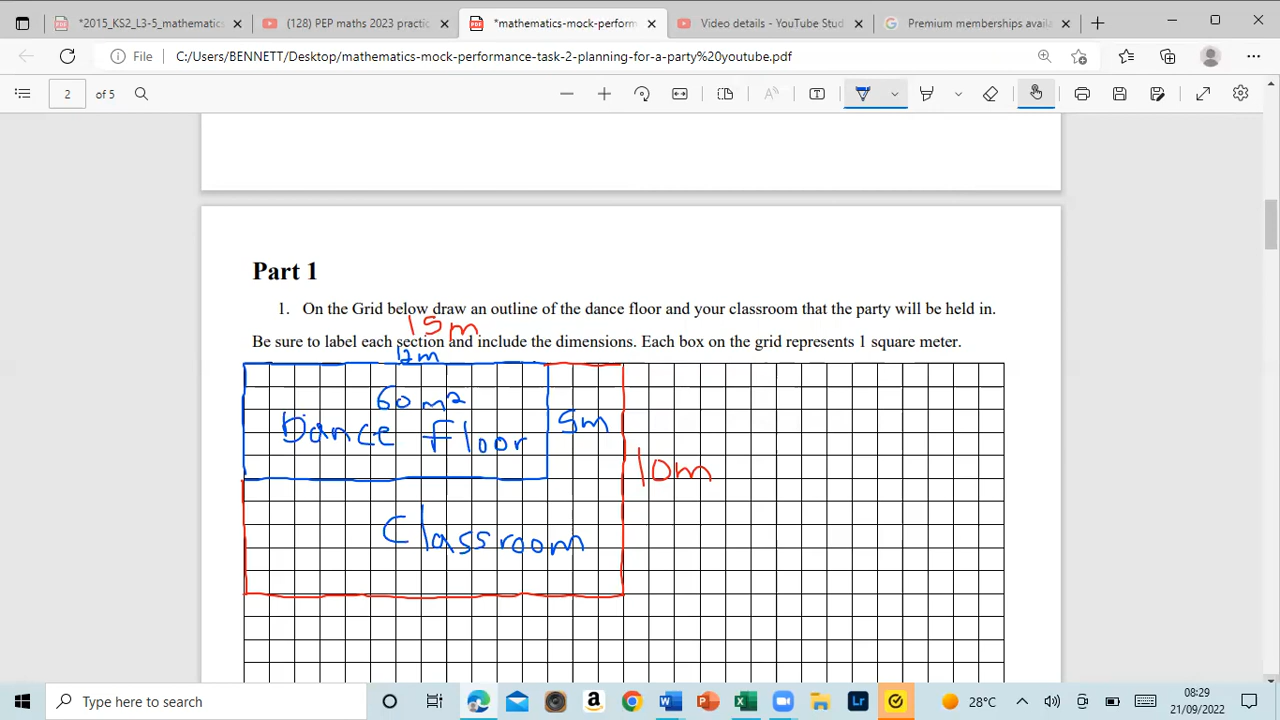 *2015_KS2_L3-5_mathematics
(128) PEP maths 2023 practic
*mathematics-mock-perform
Video details - YouTube Stud
Premium memberships availa
File
C:/Users/BENNETT/Desktop/mathematics-mock-performance-task-2-planning-for-a-party%20youtube.pdf
2 of 5
Part 1
1. On the Grid below draw an outline of the dance floor and your classroom that the party will be held in.
15m
Be sure to label each section and include the dimensions. Each box on the grid represents 1 square meter.
12m
60 m²
5m
Dance Floor
10m
Classroom
Type here to search
28°C
08:29
21/09/2022